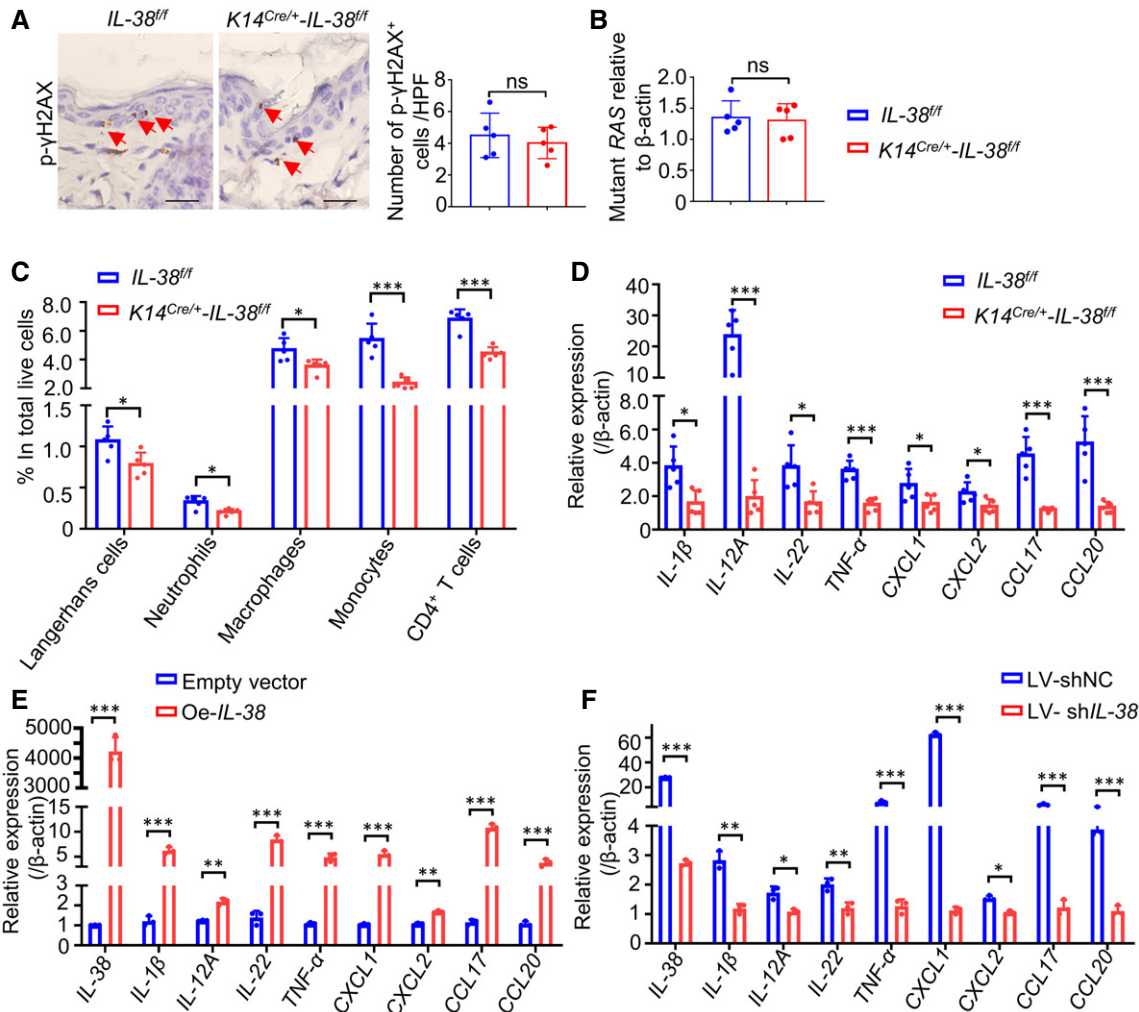 A
IL-38f/f
K14Cre/+-IL-38f/f
p-γH2AX
Number of p-γH2AX+
cells /HPF
8
6
4
2
0
ns
B
Mutant RAS relative
to β-actin
2.0
1.5
1.0
0.5
0
ns
IL-38f/f
K14Cre/+-IL-38f/f
C
IL-38f/f
K14Cre/+-IL-38f/f
% In total live cells
8.0
6.0
4.0
2.0
1.5
1.0
0.5
0
*
*
*
***
***
Langerhans cells
Neutrophils
Macrophages
Monocytes
CD4+ T cells
D
IL-38f/f
K14Cre/+-IL-38f/f
Relative expression
(/β-actin)
40
30
20
10
8.0
6.0
4.0
2.0
0
*
***
*
***
*
*
***
***
IL-1β
IL-12A
IL-22
TNF-α
CXCL1
CXCL2
CCL17
CCL20
E
Empty vector
Oe-IL-38
Relative expression
(/β-actin)
5000
4000
3000
15
10
5
3
2
1
0
***
***
**
***
***
***
**
***
***
IL-38
IL-1β
IL-12A
IL-22
TNF-α
CXCL1
CXCL2
CCL17
CCL20
F
LV-shNC
LV- shIL-38
Relative expression
(/β-actin)
60
40
20
4
3
2
1
0
***
**
*
**
***
***
*
***
***
IL-38
IL-1β
IL-12A
IL-22
TNF-α
CXCL1
CXCL2
CCL17
CCL20